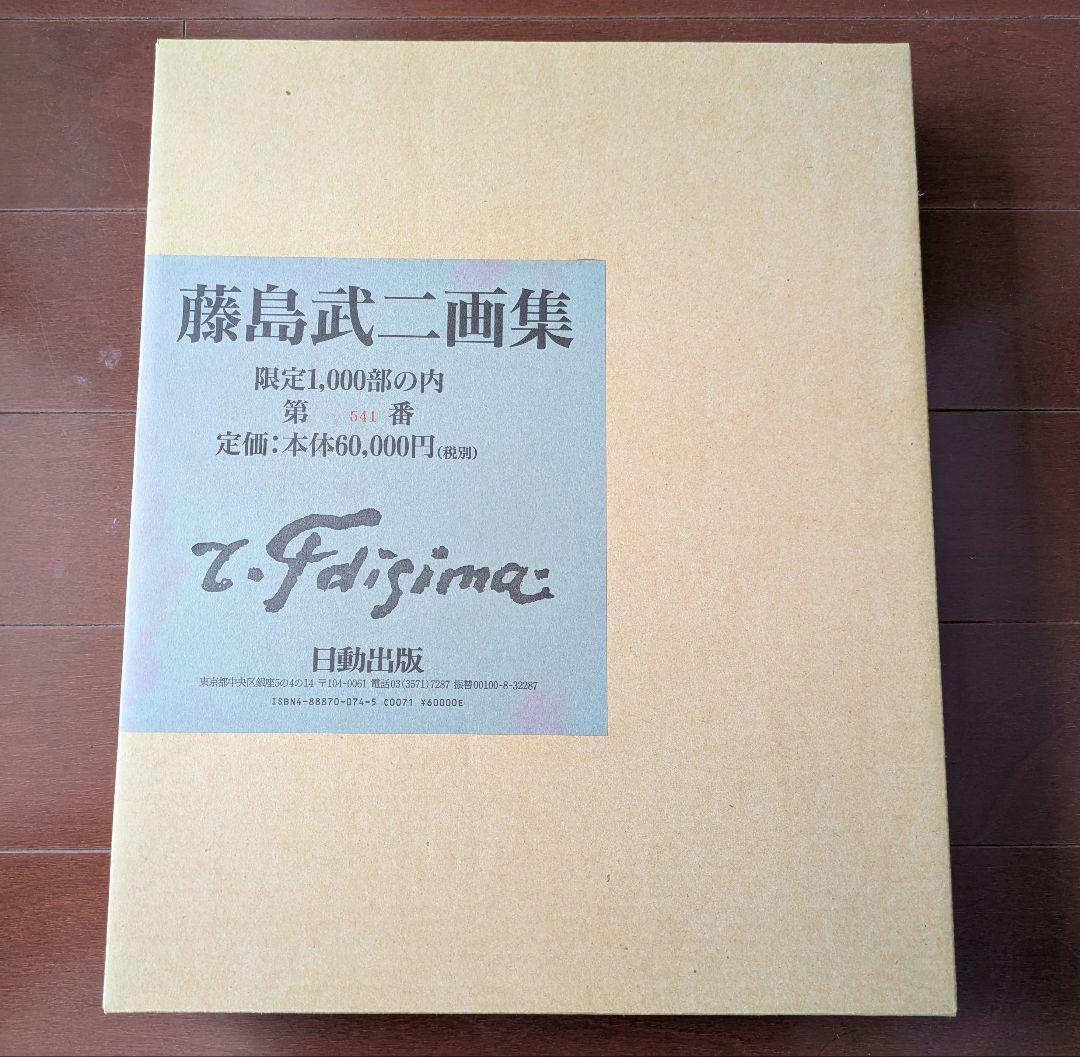 藤島武二画集
限定1,000部の内
第 541 番
定価:本体60,000円(税別)
T. Fdisima:
日動出版
東京都中央区銀座5の4の14 〒104-0061 電話03(3571)7287 振替00100-8-32287
ISBN4-88870-074-5 C0071 ¥60000E